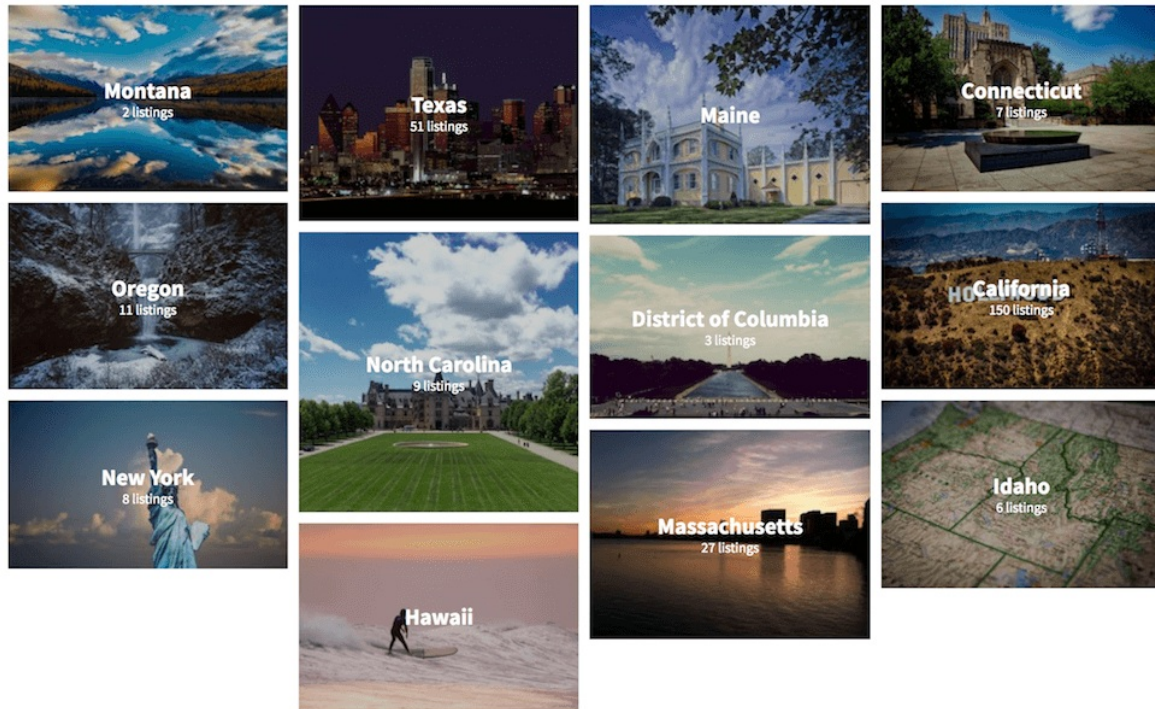 Montana
2 listings
Texas
51 listings
Maine
Connecticut
7 listings
Oregon
11 listings
North Carolina
9 listings
District of Columbia
3 listings
California
150 listings
New York
8 listings
Massachusetts
27 listings
Idaho
6 listings
Hawaii